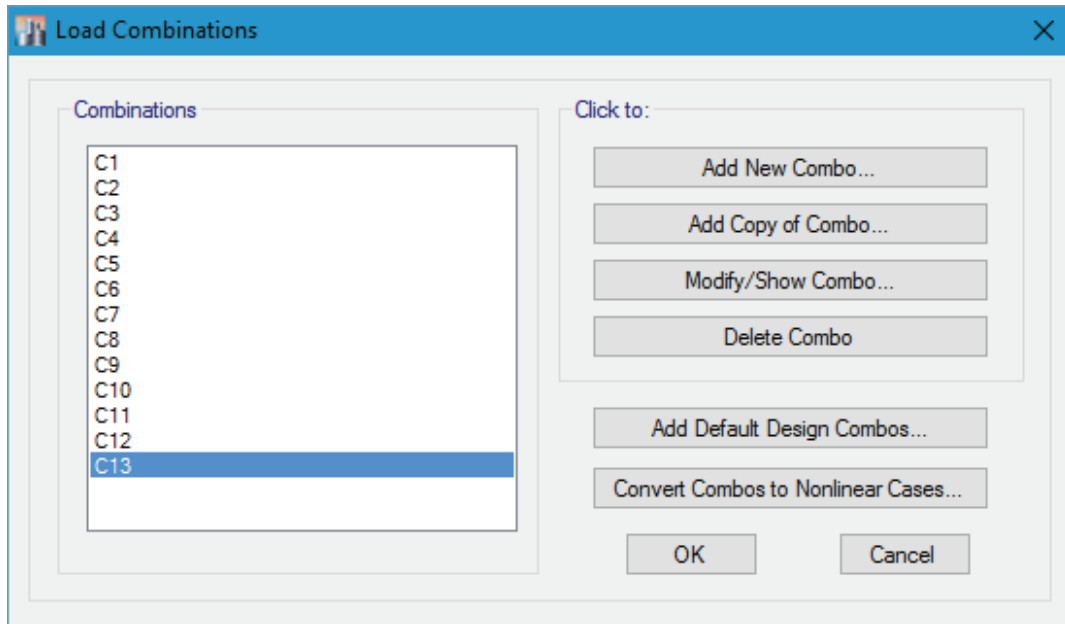 Load Combinations
Combinations
C1
C2
C3
C4
C5
C6
C7
C8
C9
C10
C11
C12
C13
Click to:
Add New Combo...
Add Copy of Combo...
Modify/Show Combo...
Delete Combo
Add Default Design Combos...
Convert Combos to Nonlinear Cases...
OK
Cancel